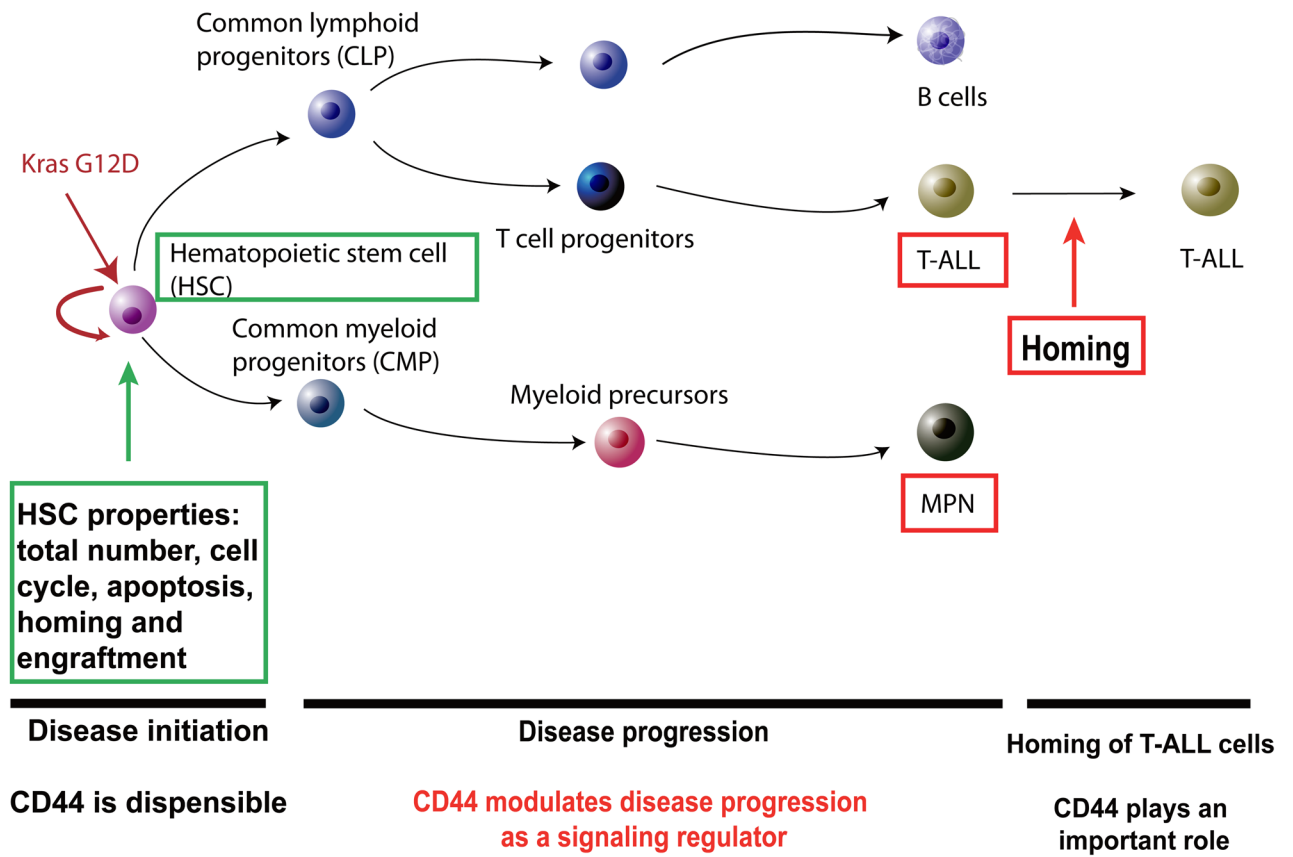 Common lymphoid
progenitors (CLP)
B cells
Kras G12D
T cell progenitors
Hematopoietic stem cell
(HSC)
T-ALL
T-ALL
Common myeloid
progenitors (CMP)
Homing
Myeloid precursors
MPN
HSC properties:
total number, cell
cycle, apoptosis,
homing and
engraftment
Disease initiation
Disease progression
Homing of T-ALL cells
CD44 is dispensible
CD44 modulates disease progression
as a signaling regulator
CD44 plays an
important role